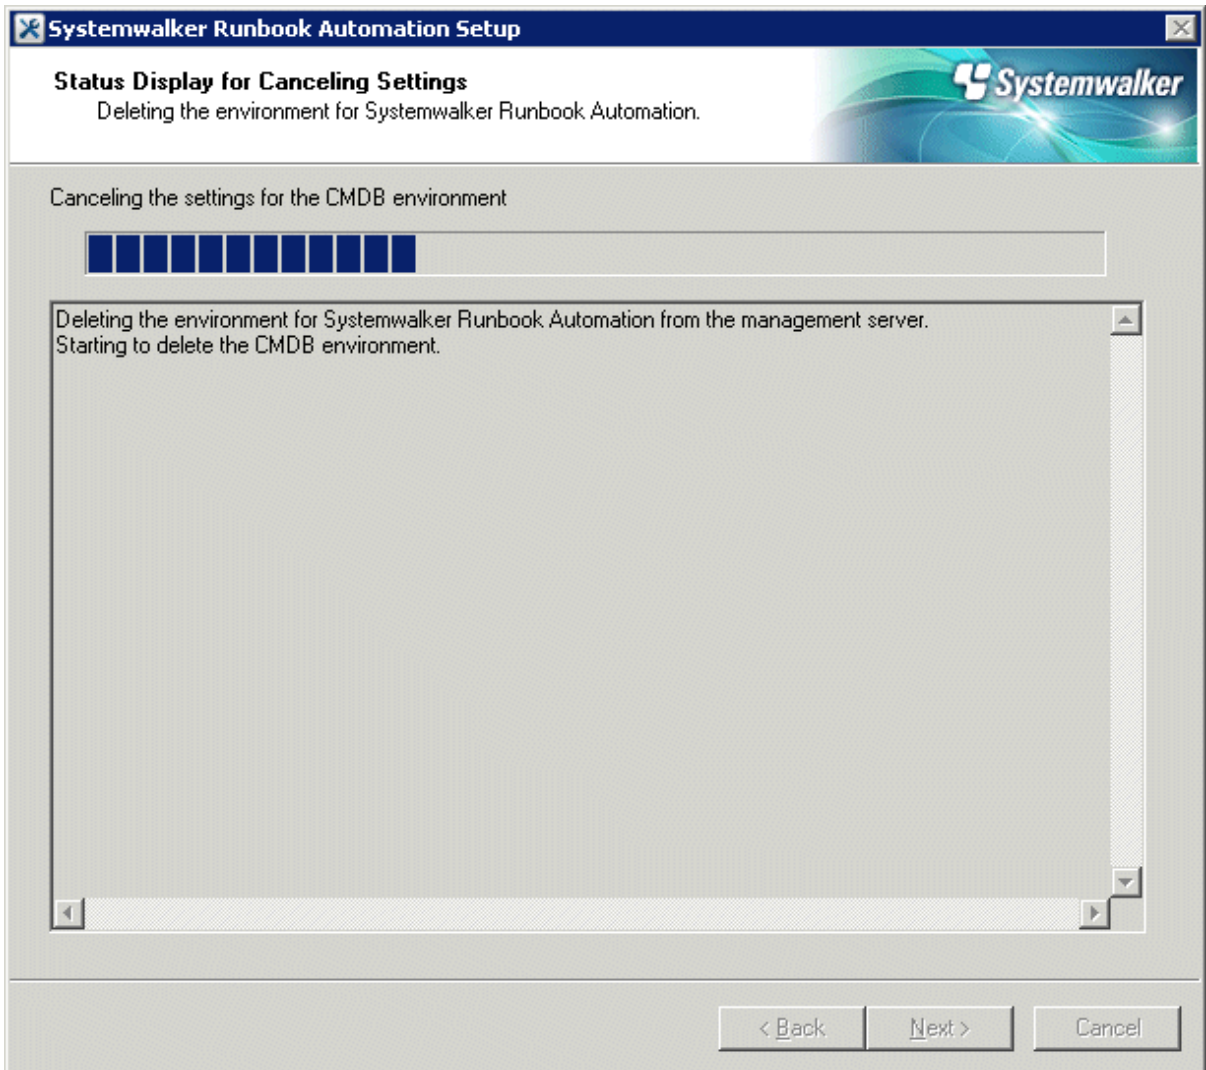 Systemwalker Runbook Automation Setup
Status Display for Canceling Settings
Deleting the environment for Systemwalker Runbook Automation.
Systemwalker
Canceling the settings for the CMDB environment
Deleting the environment for Systemwalker Runbook Automation from the management server.
Starting to delete the CMDB environment.
< Back
Next >
Cancel